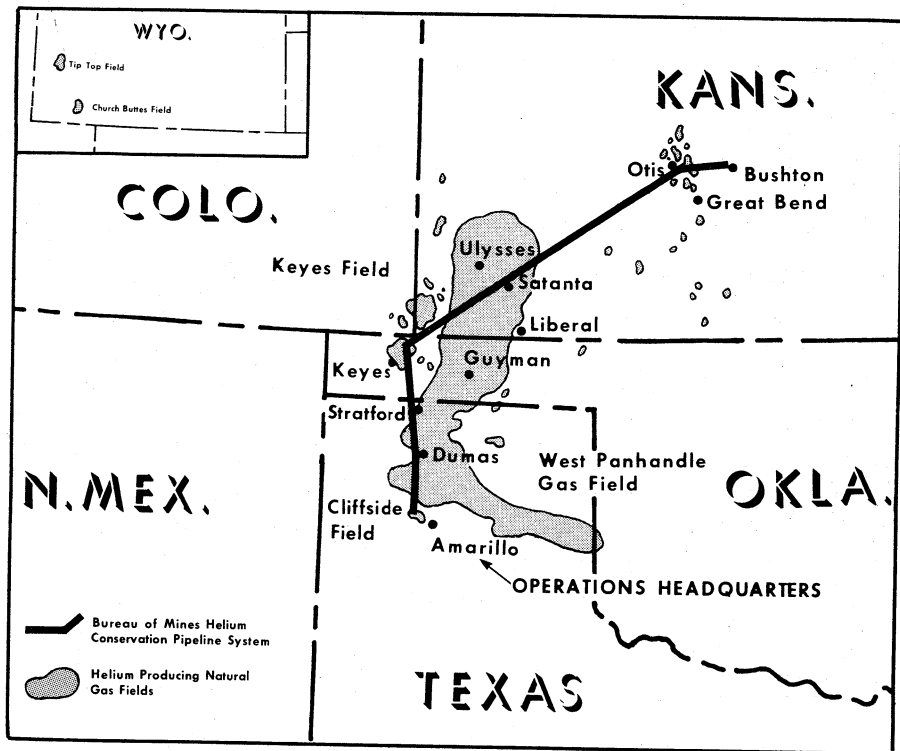 WYO.
Tip Top Field
Church Buttes Field
KANS.
Otis
Bushton
Great Bend
COLO.
Ulysses
Keyes Field
Satanta
Liberal
Keyes
Guyman
Stratford
Dumas
West Panhandle
Gas Field
N.MEX.
OKLA.
Cliffside
Field
Amarillo
OPERATIONS HEADQUARTERS
Bureau of Mines Helium
Conservation Pipeline System
Helium Producing Natural
Gas Fields
TEXAS